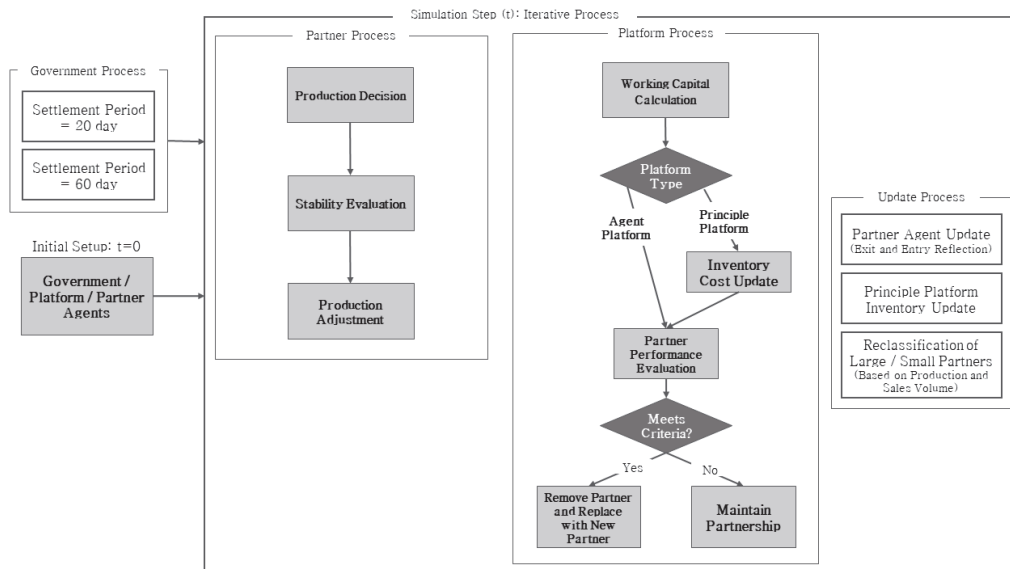 Simulation Step (t): Iterative Process
Government Process
Settlement Period
= 20 day
Settlement Period
= 60 day
Initial Setup: t=0
Government /
Platform / Partner
Agents
Partner Process
Production Decision
Stability Evaluation
Production
Adjustment
Platform Process
Working Capital
Calculation
Platform
Type
Agent
Platform
Principle
Platform
Inventory
Cost Update
Partner
Performance
Evaluation
Meets
Criteria?
Yes
No
Remove Partner
and Replace
with New
Partner
Maintain
Partnership
Update Process
Partner Agent Update
(Exit and Entry Reflection)
Principle Platform
Inventory Update
Reclassification of
Large / Small Partners
(Based on Production and
Sales Volume)